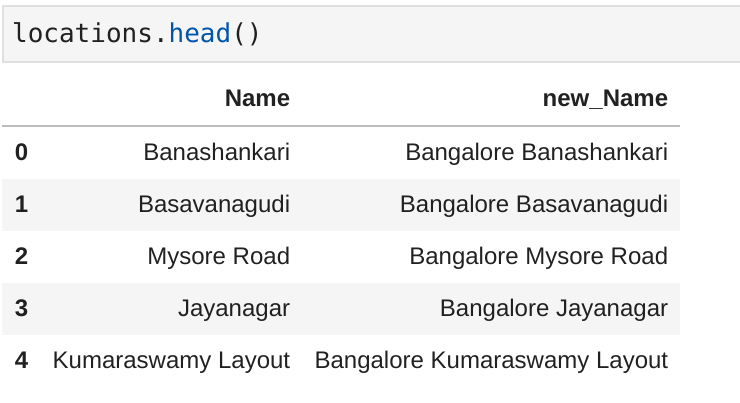 locations.head()
Name new_Name
0 Banashankari Bangalore Banashankari
1 Basavanagudi Bangalore Basavanagudi
2 Mysore Road Bangalore Mysore Road
3 Jayanagar Bangalore Jayanagar
4 Kumaraswamy Layout Bangalore Kumaraswamy Layout